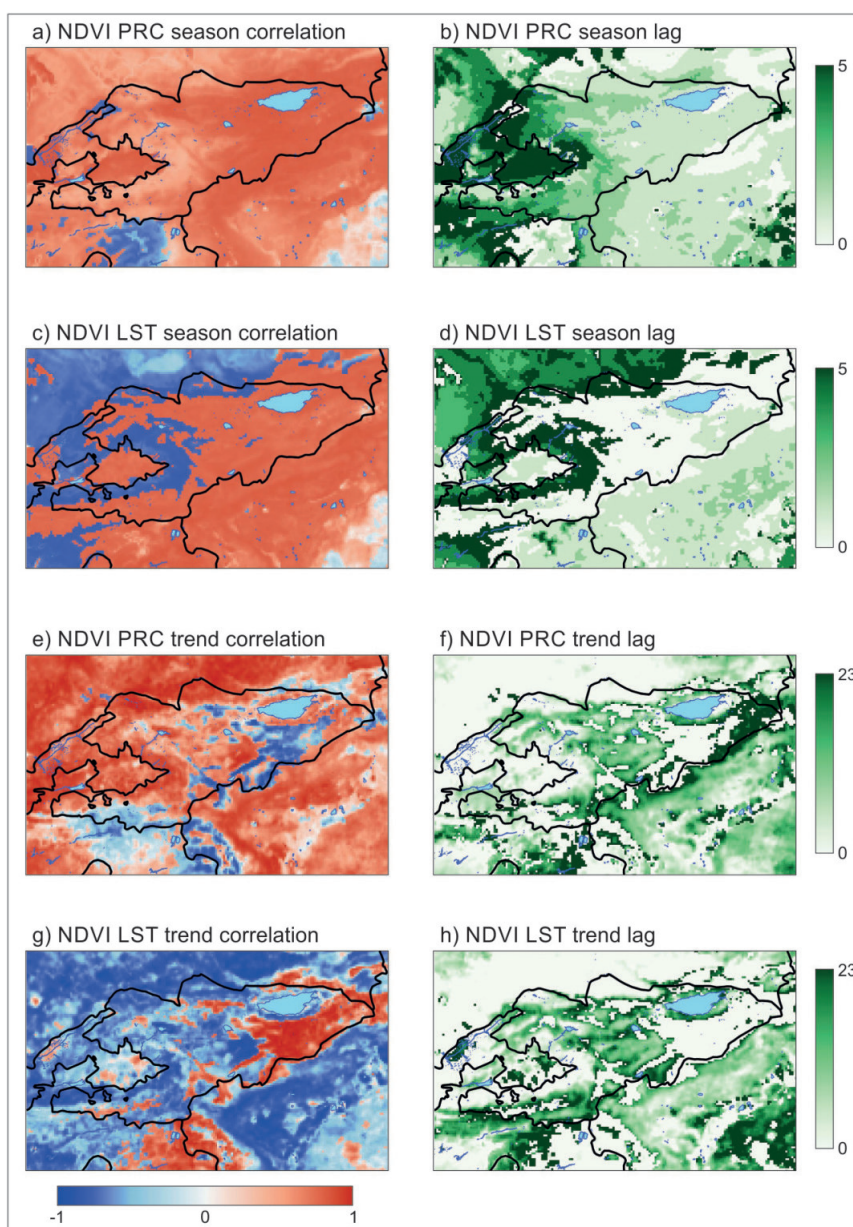 a) NDVI PRC season correlation
b) NDVI PRC season lag
5
0
c) NDVI LST season correlation
d) NDVI LST season lag
5
0
e) NDVI PRC trend correlation
f) NDVI PRC trend lag
23
0
g) NDVI LST trend correlation
h) NDVI LST trend lag
23
0
-1 0 1